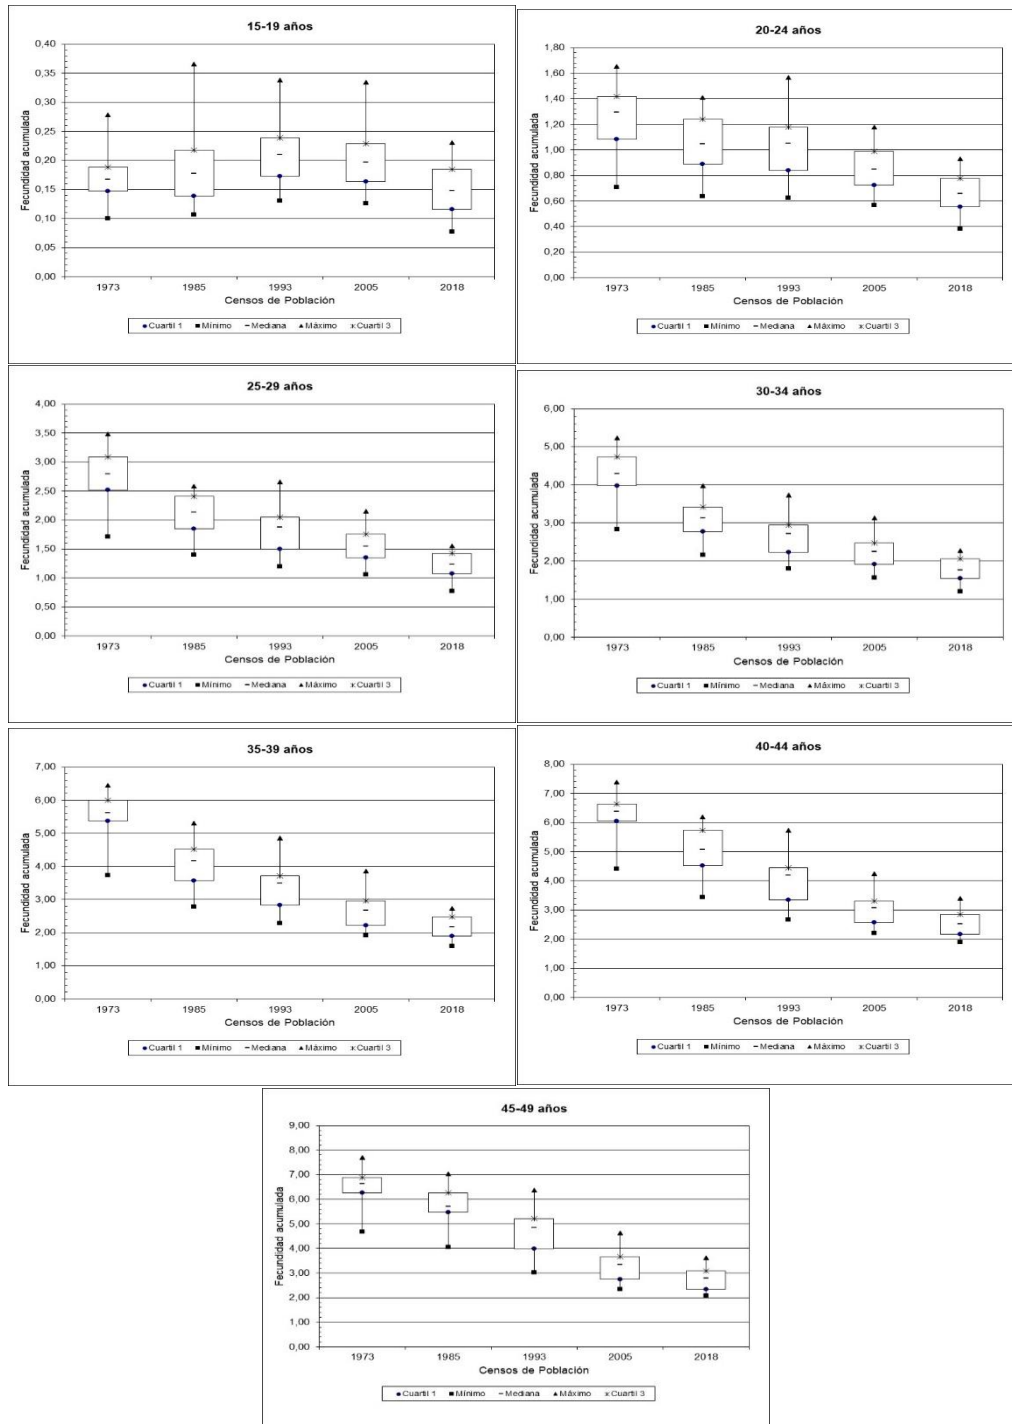 15-19 años
0,40
0,35
0,30
0,25
0,20
0,15
0,10
0,05
0,00
Fecundidad acumulada
1973 1985 1993 2005 2018
Censos de Población
Cuartil 1 Mínimo Mediana Máximo Cuartil 3
20-24 años
1,80
1,60
1,40
1,20
1,00
0,80
0,60
0,40
0,20
0,00
Fecundidad acumulada
1973 1985 1993 2005 2018
Censos de Población
Cuartil 1 Mínimo Mediana Máximo Cuartil 3
25-29 años
4,00
3,50
3,00
2,50
2,00
1,50
1,00
0,50
0,00
Fecundidad acumulada
1973 1985 1993 2005 2018
Censos de Población
Cuartil 1 Mínimo Mediana Máximo Cuartil 3
30-34 años
6,00
5,00
4,00
3,00
2,00
1,00
0,00
Fecundidad acumulada
1973 1985 1993 2005 2018
Censos de Población
Cuartil 1 Mínimo Mediana Máximo Cuartil 3
35-39 años
7,00
6,00
5,00
4,00
3,00
2,00
1,00
0,00
Fecundidad acumulada
1973 1985 1993 2005 2018
Censos de Población
Cuartil 1 Mínimo Mediana Máximo Cuartil 3
40-44 años
8,00
7,00
6,00
5,00
4,00
3,00
2,00
1,00
0,00
Fecundidad acumulada
1973 1985 1993 2005 2018
Censos de Población
Cuartil 1 Mínimo Mediana Máximo Cuartil 3
45-49 años
9,00
8,00
7,00
6,00
5,00
4,00
3,00
2,00
1,00
0,00
Fecundidad acumulada
1973 1985 1993 2005 2018
Censos de Población
Cuartil 1 Mínimo Mediana Máximo Cuartil 3